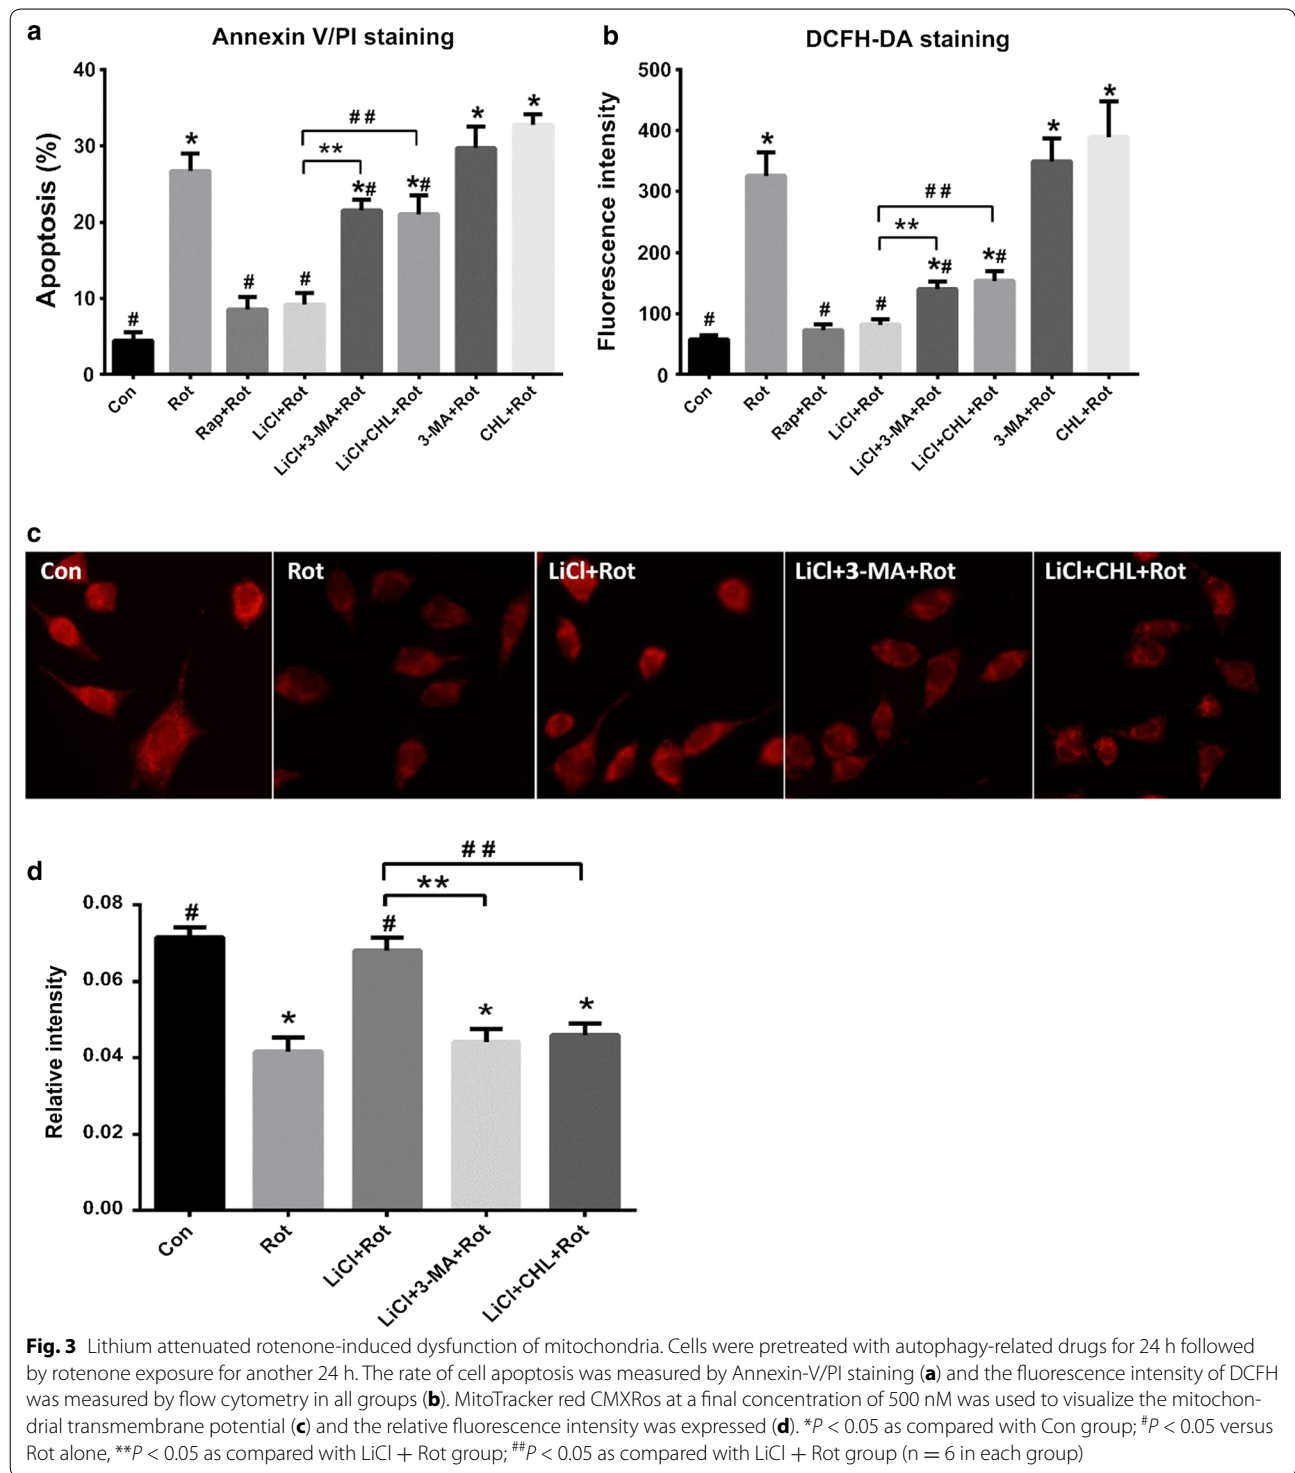 a
Annexin V/PI staining
Apoptosis (%)
40
30
20
10
0
#
*
#
#
*#
*#
*
*
**
##
Con
Rot
Rap+Rot
LiCl+Rot
LiCl+3-MA+Rot
LiCl+CHL+Rot
3-MA+Rot
CHL+Rot
b
DCFH-DA staining
Fluorescence intensity
500
400
300
200
100
0
#
*
#
#
*#
*#
*
*
**
##
Con
Rot
Rap+Rot
LiCl+Rot
LiCl+3-MA+Rot
LiCl+CHL+Rot
3-MA+Rot
CHL+Rot
c
Con
Rot
LiCl+Rot
LiCl+3-MA+Rot
LiCl+CHL+Rot
d
Relative intensity
0.08
0.06
0.04
0.02
0.00
##
**
#
*
#
*
*
Con
Rot
LiCl+Rot
LiCl+3-MA+Rot
LiCl+CHL+Rot
Fig. 3 Lithium attenuated rotenone-induced dysfunction of mitochondria. Cells were pretreated with autophagy-related drugs for 24 h followed
by rotenone exposure for another 24 h. The rate of cell apoptosis was measured by Annexin-V/PI staining (a) and the fluorescence intensity of DCFH
was measured by flow cytometry in all groups (b). MitoTracker red CMXRos at a final concentration of 500 nM was used to visualize the mitochon-
drial transmembrane potential (c) and the relative fluorescence intensity was expressed (d). *P < 0.05 as compared with Con group; #P < 0.05 versus
Rot alone, **P < 0.05 as compared with LiCl + Rot group; ##P < 0.05 as compared with LiCl + Rot group (n = 6 in each group)